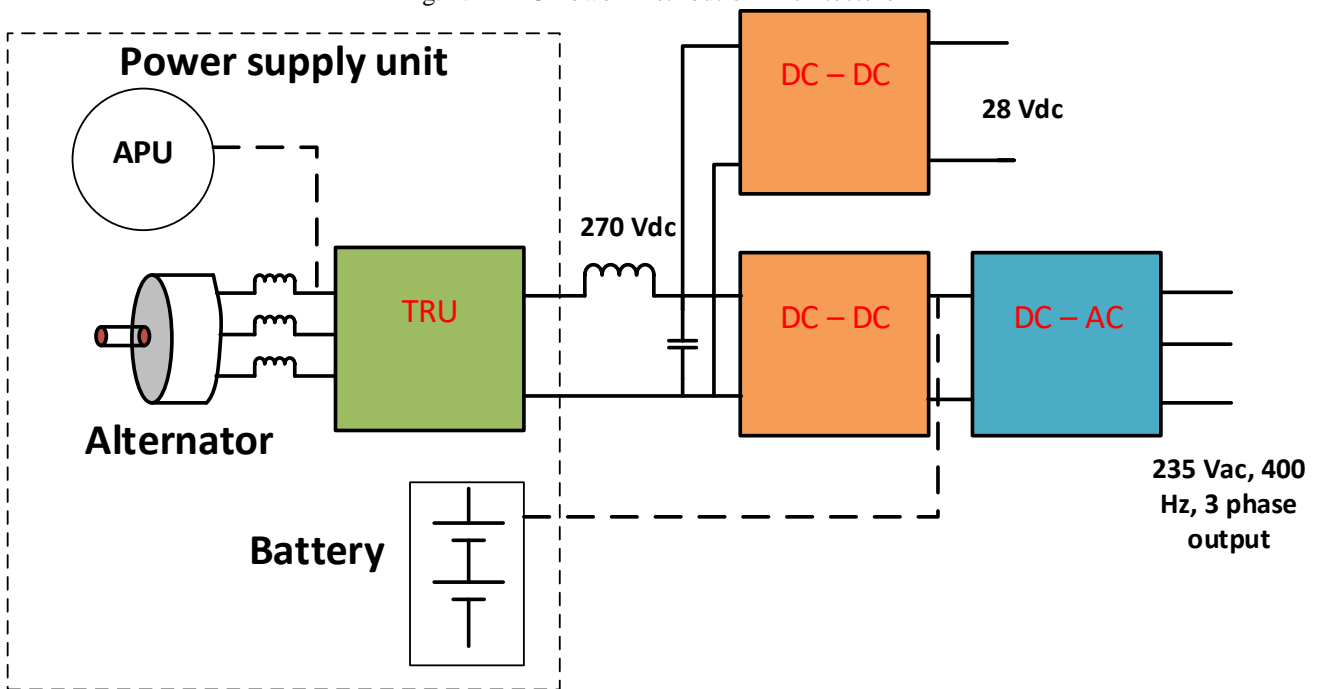 Power supply unit
APU
DC – DC
28 Vdc
270 Vdc
TRU
DC – DC
DC – AC
Alternator
235 Vac, 400
Hz, 3 phase
output
Battery